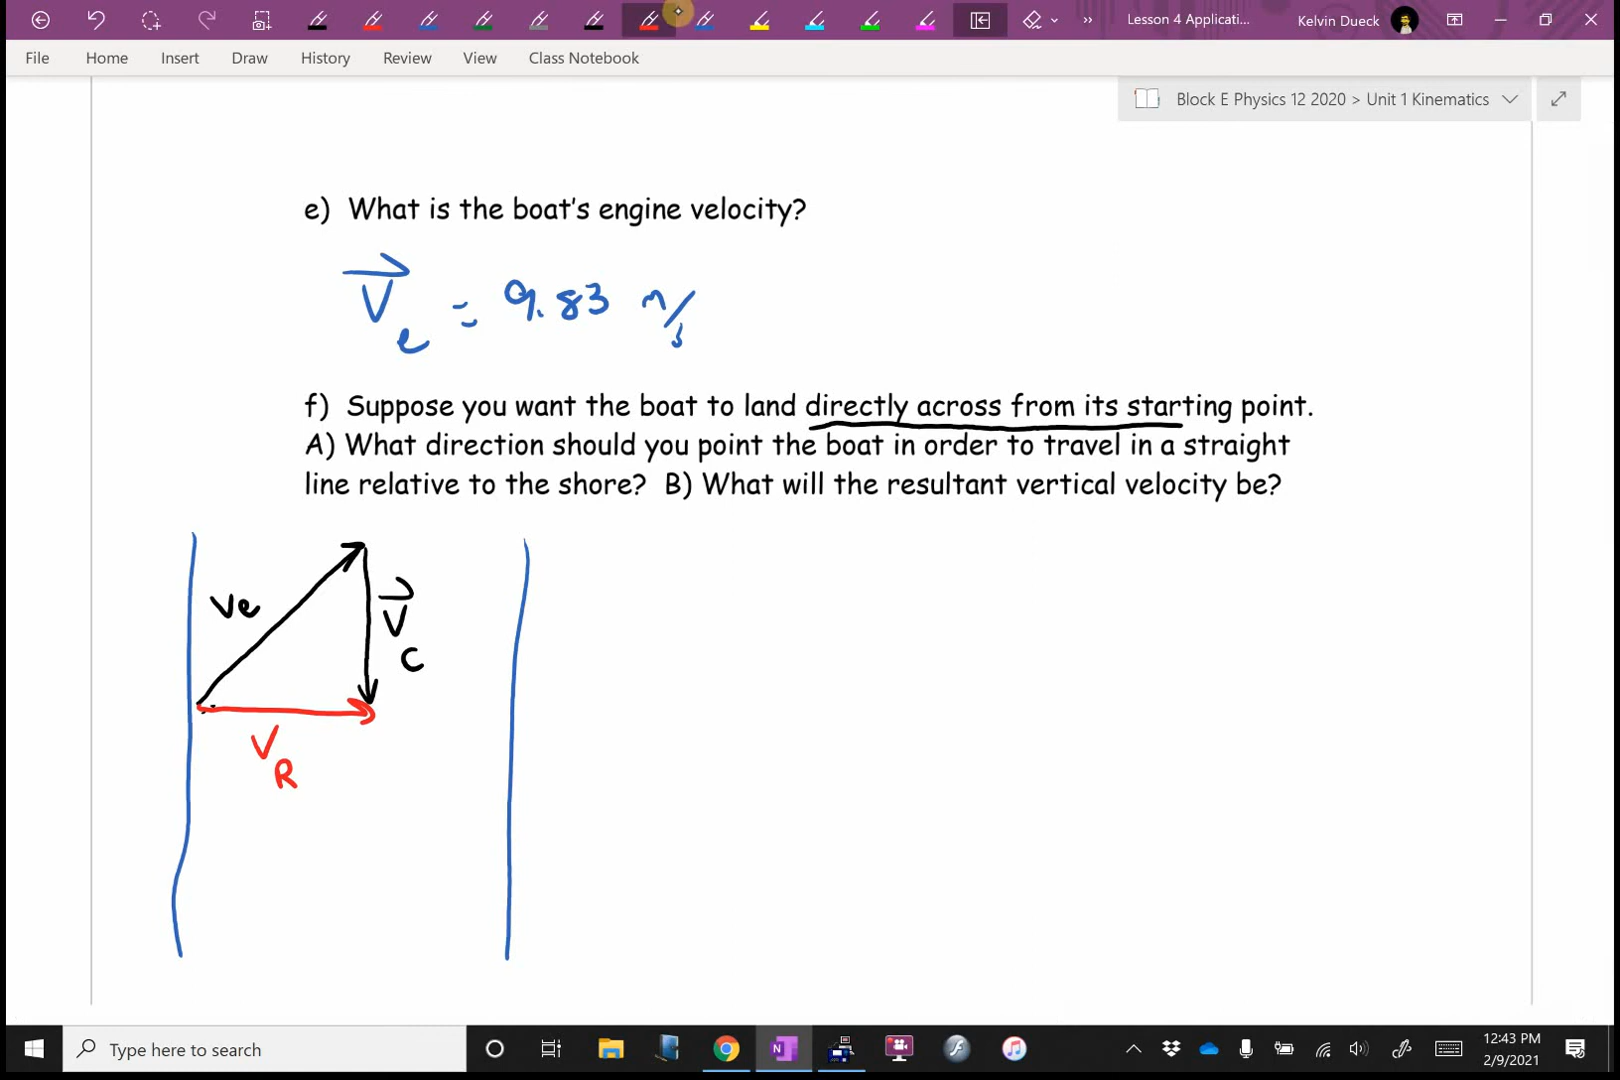 Lesson 4 Applicati...
Kelvin Dueck
File Home Insert Draw History Review View Class Notebook
Block E Physics 12 2020 > Unit 1 Kinematics
e) What is the boat's engine velocity?
V e = 9.83 m/s
f) Suppose you want the boat to land directly across from its starting point.
A) What direction should you point the boat in order to travel in a straight
line relative to the shore? B) What will the resultant vertical velocity be?
Ve
V C
V R
Type here to search
12:43 PM
2/9/2021